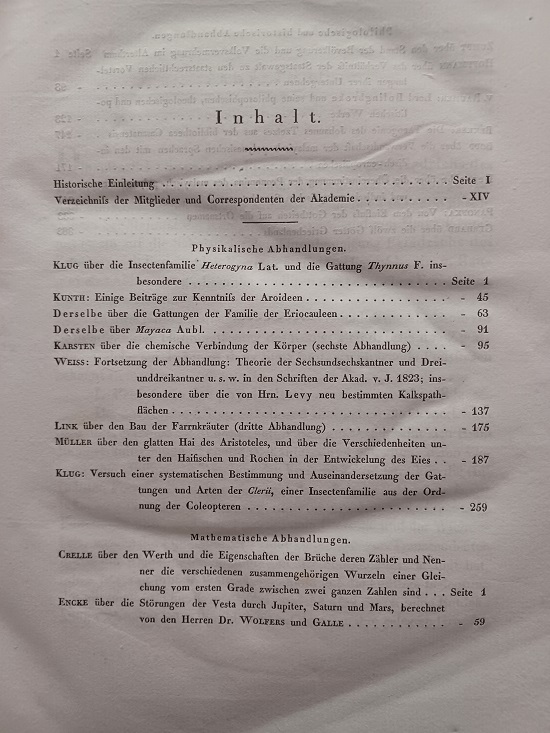 Inhalt.
Historische Einleitung . . . . . . . . . . . . . . . . . . . . . . . . . . . . . . . . . . Seite I
Verzeichniſs der Mitglieder und Correspondenten der Akademie . . . . . . . . . . . - XIV
Physikalische Abhandlungen.
KLUG über die Insectenfamilie Heterogyna Lat. und die Gattung Thynnus F. ins-
besondere . . . . . . . . . . . . . . . . . . . . . . . . . . . . . . . Seite 1
KUNTH: Einige Beiträge zur Kenntniſs der Aroideen . . . . . . . . . . . . . . . . . - 45
Derselbe über die Gattungen der Familie der Eriocauleen . . . . . . . . . . . . . . - 63
Derselbe über Mayaca Aubl. . . . . . . . . . . . . . . . . . . . . . . . . . . . - 91
KARSTEN über die chemische Verbindung der Körper (sechste Abhandlung) . . . . - 95
WEISS: Fortsetzung der Abhandlung: Theorie der Sechsundsechskantner und Drei-
unddreikantner u. s. w. in den Schriften der Akad. v. J. 1823; ins-
besondere über die von Hrn. Levy neu bestimmten Kalkspath-
flächen . . . . . . . . . . . . . . . . . . . . . . . . . . . . . . . . . - 137
LINK über den Bau der Farrnkräuter (dritte Abhandlung) . . . . . . . . . . . . . . - 175
MÜLLER über den glatten Hai des Aristoteles, und über die Verschiedenheiten un-
ter den Haifischen und Rochen in der Entwickelung des Eies . . - 187
KLUG: Versuch einer systematischen Bestimmung und Auseinandersetzung der Gat-
tungen und Arten der Clerii, einer Insectenfamilie aus der Ord-
nung der Coleopteren . . . . . . . . . . . . . . . . . . . . . . . . - 259
Mathematische Abhandlungen.
CRELLE über den Werth und die Eigenschaften der Brüche deren Zähler und Nen-
ner die verschiedenen zusammengehörigen Wurzeln einer Glei-
chung vom ersten Grade zwischen zwei ganzen Zahlen sind . . . Seite 1
ENCKE über die Störungen der Vesta durch Jupiter, Saturn und Mars, berechnet
von den Herren Dr. WOLFERS und GALLE . . . . . . . . . . . . - 59